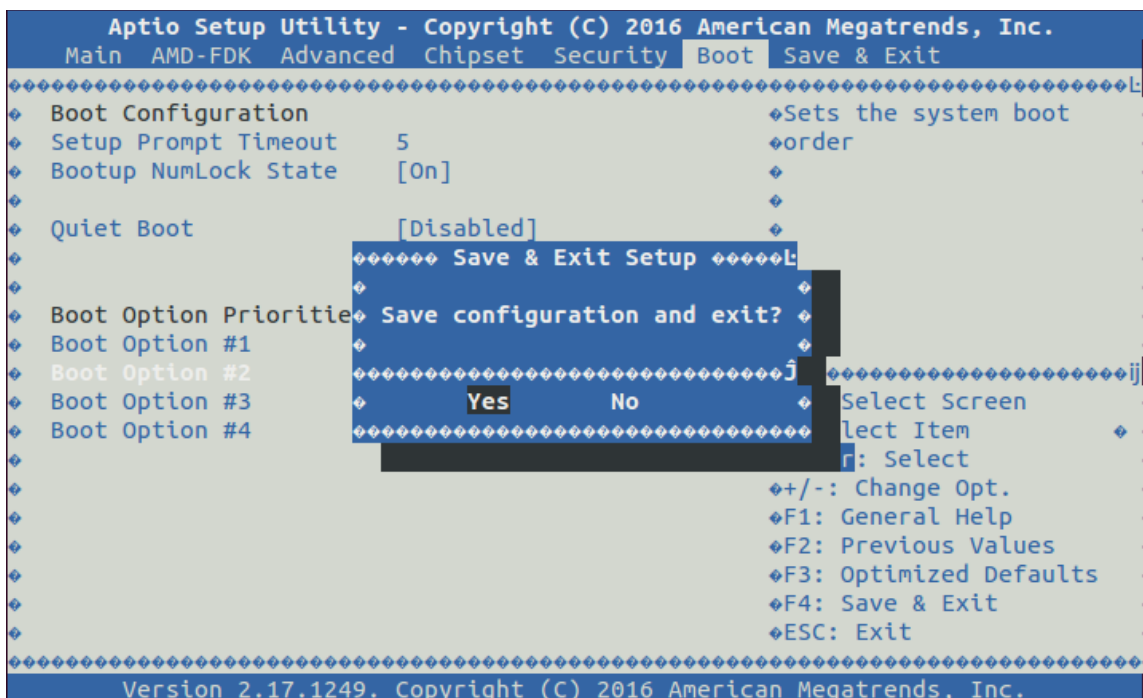 Aptio Setup Utility - Copyright (C) 2016 American Megatrends, Inc.
Main AMD-FDK Advanced Chipset Security Boot Save & Exit
Boot Configuration
Setup Prompt Timeout 5
Bootup NumLock State [On]
Quiet Boot [Disabled]
Boot Option Prioritie
Boot Option #1
Boot Option #2
Boot Option #3
Boot Option #4
Save & Exit Setup
Save configuration and exit?
Yes No
Sets the system boot
order
Select Screen
lect Item
r: Select
+/-: Change Opt.
F1: General Help
F2: Previous Values
F3: Optimized Defaults
F4: Save & Exit
ESC: Exit
Version 2.17.1249. Copyright (C) 2016 American Megatrends, Inc.